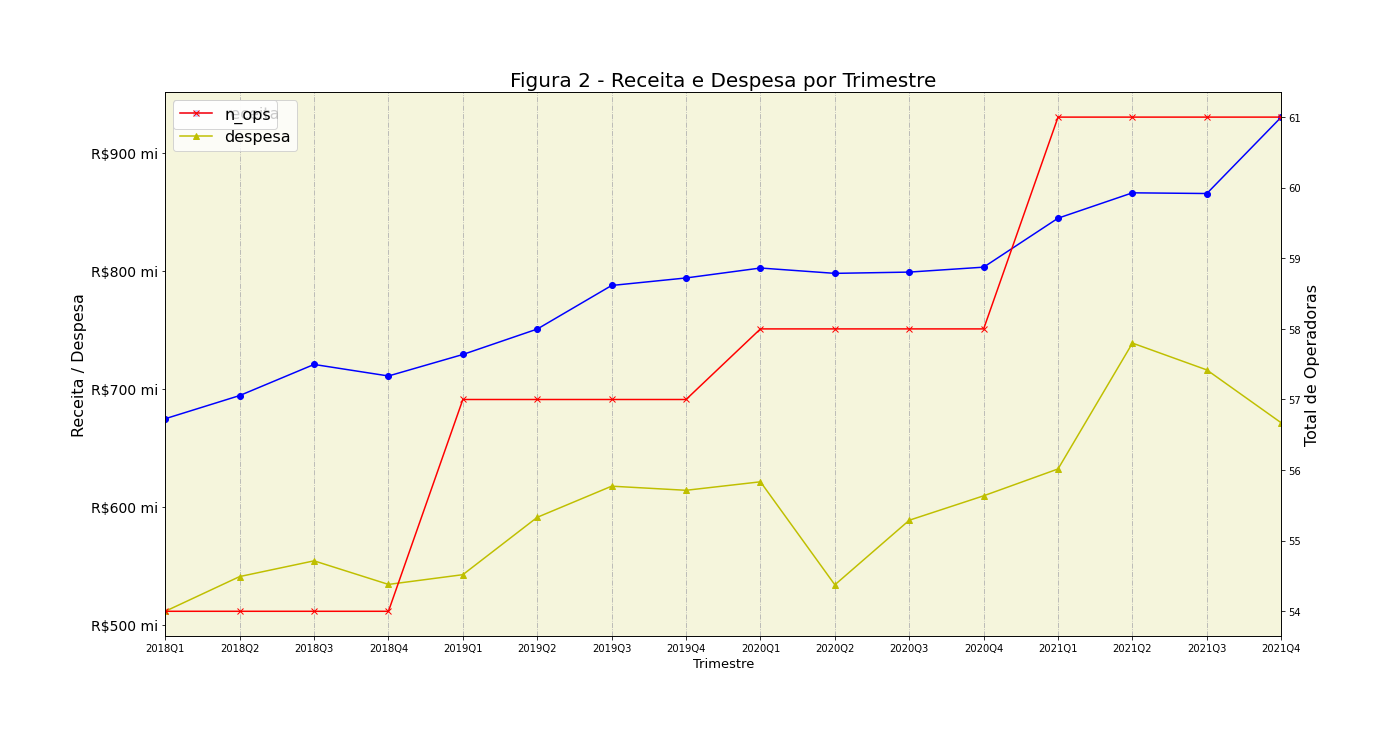 Figura 2 - Receita e Despesa por Trimestre
n_ops
despesa
Receita / Despesa
R$900 mi
R$800 mi
R$700 mi
R$600 mi
R$500 mi
61
60
59
58
57
56
55
54
Total de Operadoras
2018Q1 2018Q2 2018Q3 2018Q4 2019Q1 2019Q2 2019Q3 2019Q4 2020Q1 2020Q2 2020Q3 2020Q4 2021Q1 2021Q2 2021Q3 2021Q4
Trimestre